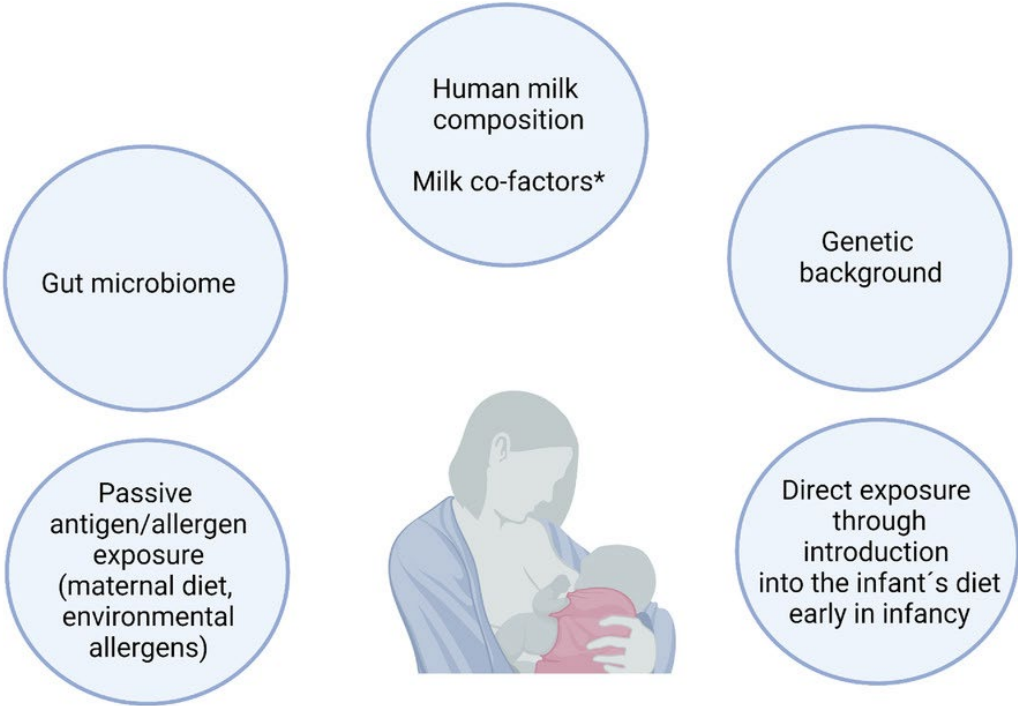 Human milk
composition
Milk co-factors*
Gut microbiome
Genetic
background
Passive
antigen/allergen
exposure
(maternal diet,
environmental
allergens)
Direct exposure
through
introduction
into the infant´s diet
early in infancy